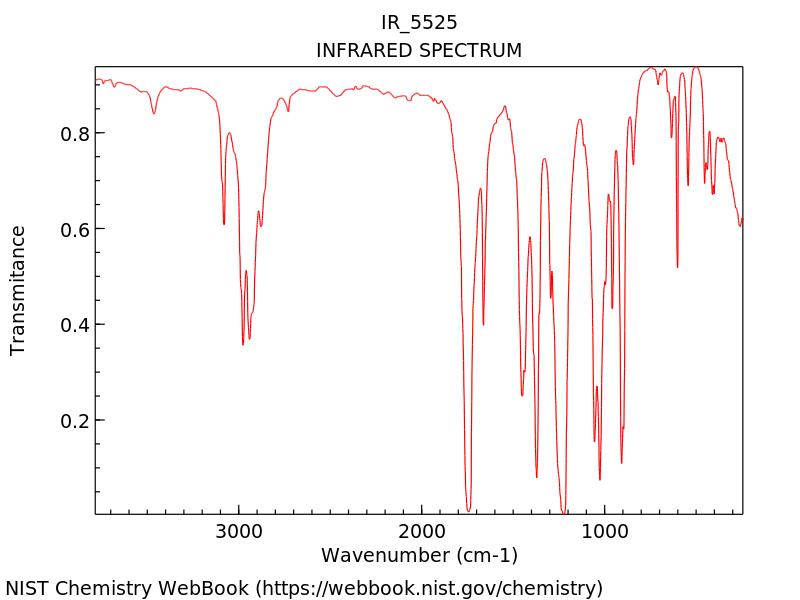 IR_5525
INFRARED SPECTRUM
0.8
0.6
0.4
0.2
Transmitance
3000 2000 1000
Wavenumber (cm-1)
NIST Chemistry WebBook (https://webbook.nist.gov/chemistry)